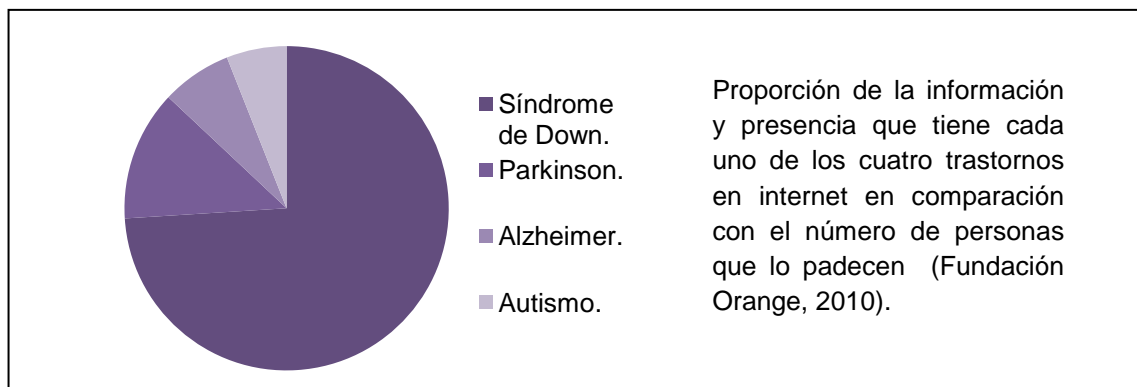 Síndrome
de Down.
Parkinson.
Alzheimer.
Autismo.
Proporción de la información
y presencia que tiene cada
uno de los cuatro trastornos
en internet en comparación
con el número de personas
que lo padecen (Fundación
Orange, 2010).